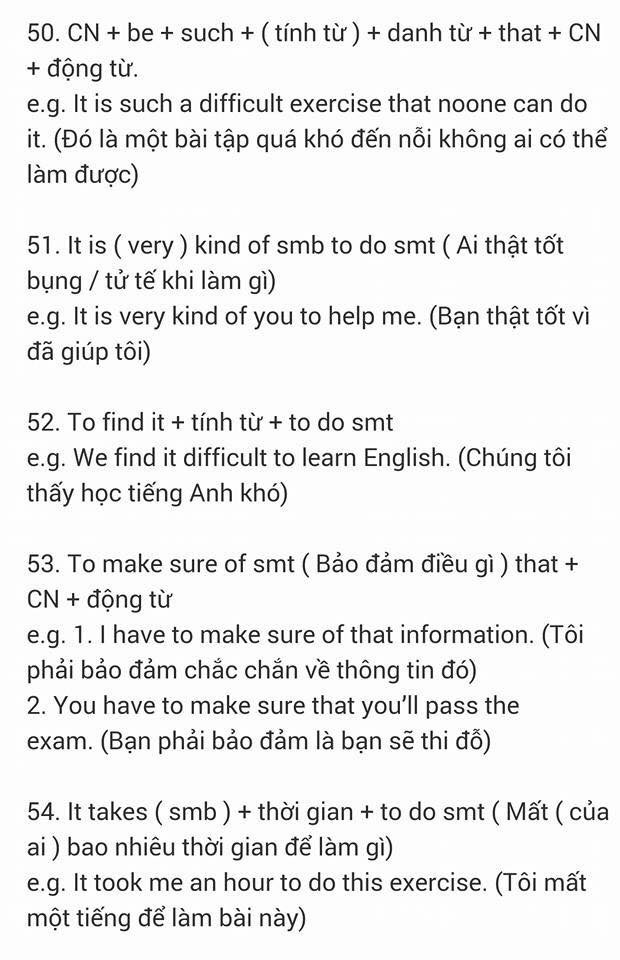 50. CN + be + such + ( tính từ ) + danh từ + that + CN
+ động từ.
e.g. It is such a difficult exercise that noone can do
it. (Đó là một bài tập quá khó đến nỗi không ai có thể
làm được)
51. It is ( very ) kind of smb to do smt ( Ai thật tốt
bụng / tử tế khi làm gì)
e.g. It is very kind of you to help me. (Bạn thật tốt vì
đã giúp tôi)
52. To find it + tính từ + to do smt
e.g. We find it difficult to learn English. (Chúng tôi
thấy học tiếng Anh khó)
53. To make sure of smt ( Bảo đảm điều gì ) that +
CN + động từ
e.g. 1. I have to make sure of that information. (Tôi
phải bảo đảm chắc chắn về thông tin đó)
2. You have to make sure that you’ll pass the
exam. (Bạn phải bảo đảm là bạn sẽ thi đỗ)
54. It takes ( smb ) + thời gian + to do smt ( Mất ( của
ai ) bao nhiêu thời gian để làm gì)
e.g. It took me an hour to do this exercise. (Tôi mất
một tiếng để làm bài này)